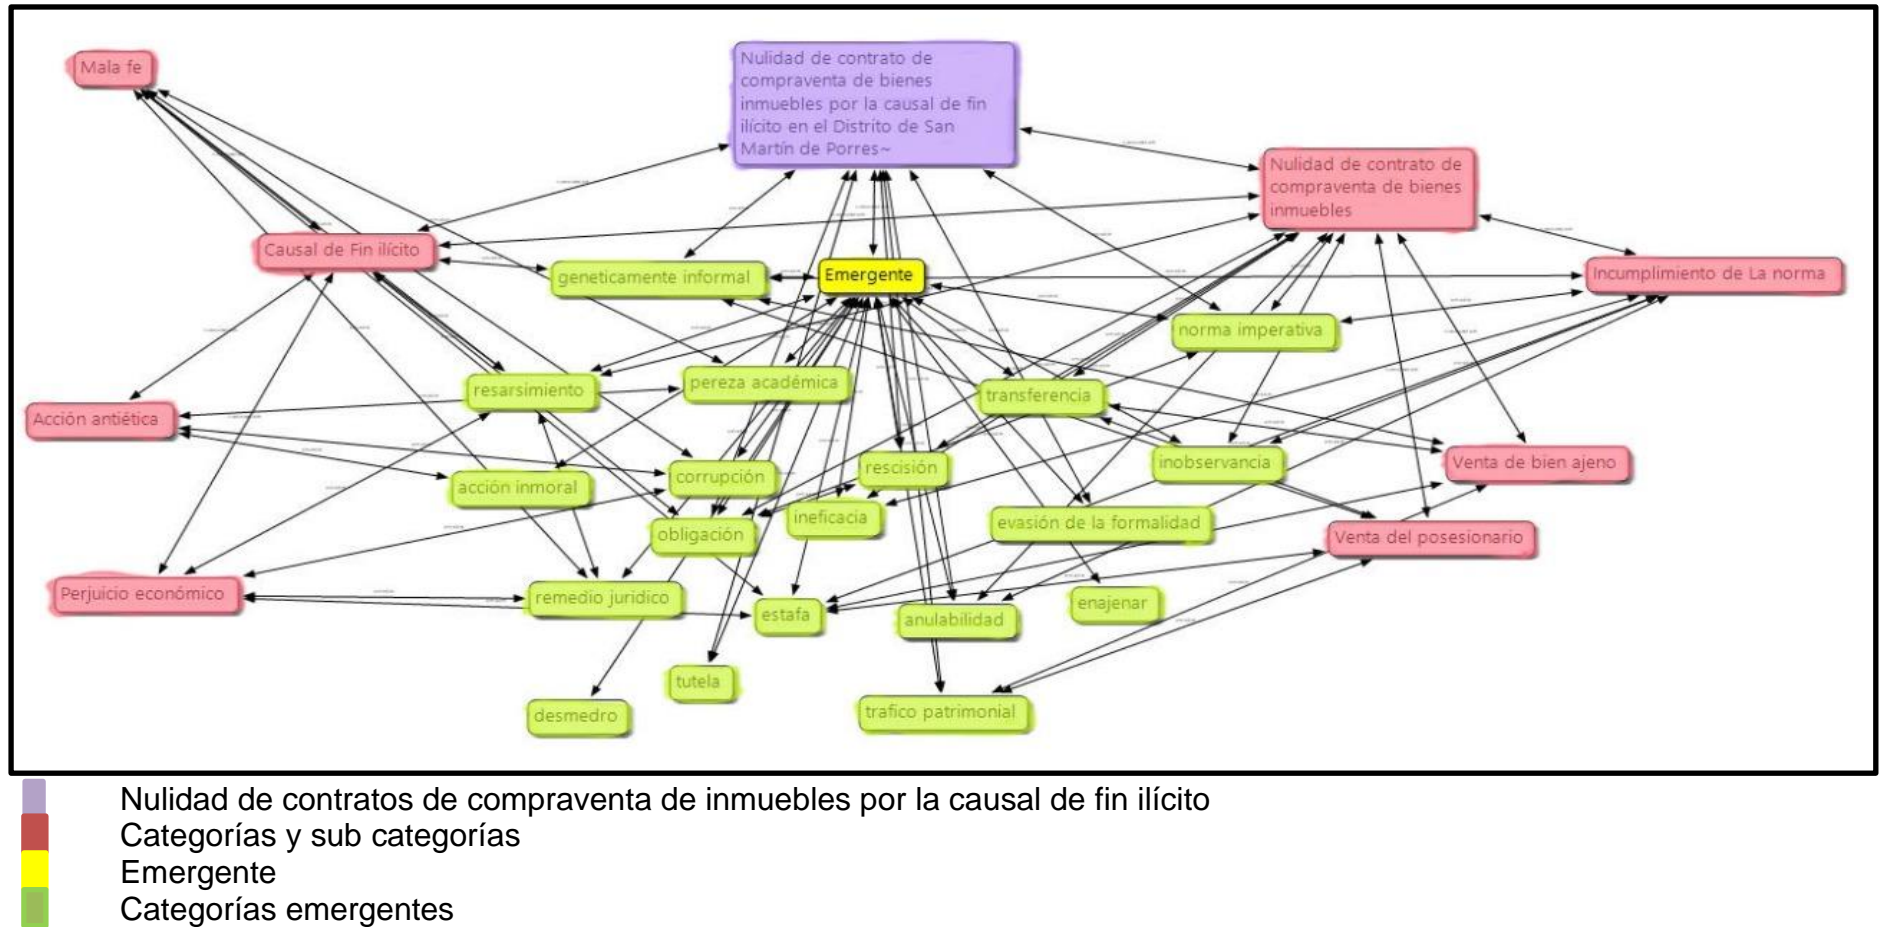 Mala fe
Nulidad de contrato de
compraventa de bienes
inmuebles por la causal de fin
ilícito en el Distrito de San
Martín de Porres~
Nulidad de contrato de
compraventa de bienes
inmuebles
Causal de Fin ilícito
geneticamente informal
Emergente
Incumplimiento de La norma
norma imperativa
resarsimiento
pereza académica
transferencia
Acción antiética
corrupción
rescisión
inobservancia
Venta de bien ajeno
acción inmoral
ineficacia
evasión de la formalidad
obligación
Venta del posesionario
Perjuicio económico
remedio juridico
estafa
anulabilidad
enajenar
tutela
desmedro
trafico patrimonial
Nulidad de contratos de compraventa de inmuebles por la causal de fin ilícito
Categorías y sub categorías
Emergente
Categorías emergentes